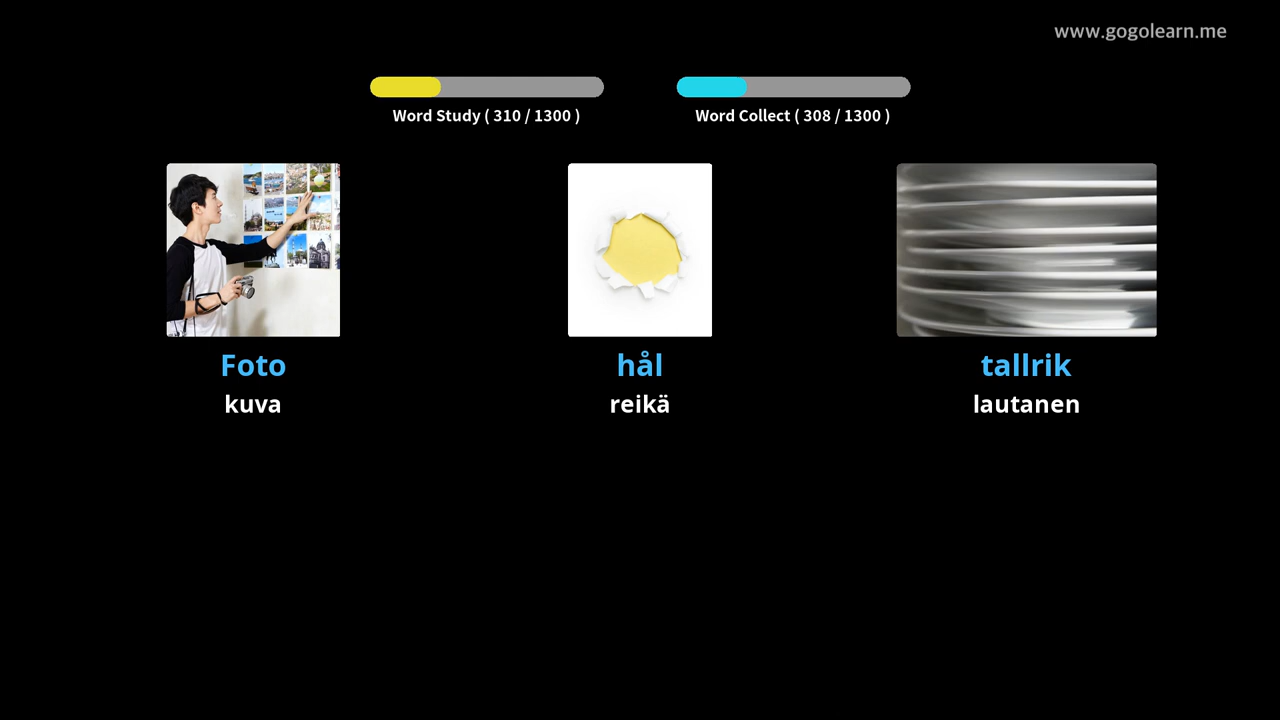 www.gogolearn.me
Word Study ( 310 / 1300 )
Word Collect ( 308 / 1300 )
Foto
kuva
hål
reikä
tallrik
lautanen